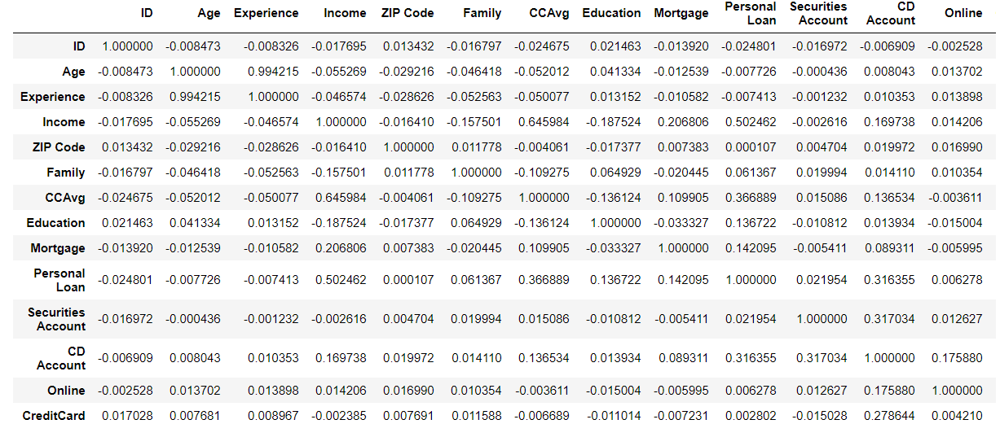 ID Age Experience Income ZIP Code Family CCAvg Education Mortgage Personal Loan Securities Account CD Account Online
ID 1.000000 -0.008473 -0.008326 -0.017695 0.013432 -0.016797 -0.024675 0.021463 -0.013920 -0.024801 -0.016972 -0.006909 -0.002528
Age -0.008473 1.000000 0.994215 -0.055269 -0.029216 -0.046418 -0.052012 0.041334 -0.012539 -0.007726 -0.000436 0.008043 0.013702
Experience -0.008326 0.994215 1.000000 -0.046574 -0.028626 -0.052563 -0.050077 0.013152 -0.010582 -0.007413 -0.001232 0.010353 0.013898
Income -0.017695 -0.055269 -0.046574 1.000000 -0.016410 -0.157501 0.645984 -0.187524 0.206806 0.502462 -0.002616 0.169738 0.014206
ZIP Code 0.013432 -0.029216 -0.028626 -0.016410 1.000000 0.011778 -0.004061 -0.017377 0.007383 0.000107 0.004704 0.019972 0.016990
Family -0.016797 -0.046418 -0.052563 -0.157501 0.011778 1.000000 -0.109275 0.064929 -0.020445 0.061367 0.019994 0.014110 0.010354
CCAvg -0.024675 -0.052012 -0.050077 0.645984 -0.004061 -0.109275 1.000000 -0.136124 0.109905 0.366889 0.015086 0.136534 -0.003611
Education 0.021463 0.041334 0.013152 -0.187524 -0.017377 0.064929 -0.136124 1.000000 -0.033327 0.136722 -0.010812 0.013934 -0.015004
Mortgage -0.013920 -0.012539 -0.010582 0.206806 0.007383 -0.020445 0.109905 -0.033327 1.000000 0.142095 -0.005411 0.089311 -0.005995
Personal Loan -0.024801 -0.007726 -0.007413 0.502462 0.000107 0.061367 0.366889 0.136722 0.142095 1.000000 0.021954 0.316355 0.006278
Securities Account -0.016972 -0.000436 -0.001232 -0.002616 0.004704 0.019994 0.015086 -0.010812 -0.005411 0.021954 1.000000 0.317034 0.012627
CD Account -0.006909 0.008043 0.010353 0.169738 0.019972 0.014110 0.136534 0.013934 0.089311 0.316355 0.317034 1.000000 0.175880
Online -0.002528 0.013702 0.013898 0.014206 0.016990 0.010354 -0.003611 -0.015004 -0.005995 0.006278 0.012627 0.175880 1.000000
CreditCard 0.017028 0.007681 0.008967 -0.002385 0.007691 0.011588 -0.006689 -0.011014 -0.007231 0.002802 -0.015028 0.278644 0.004210